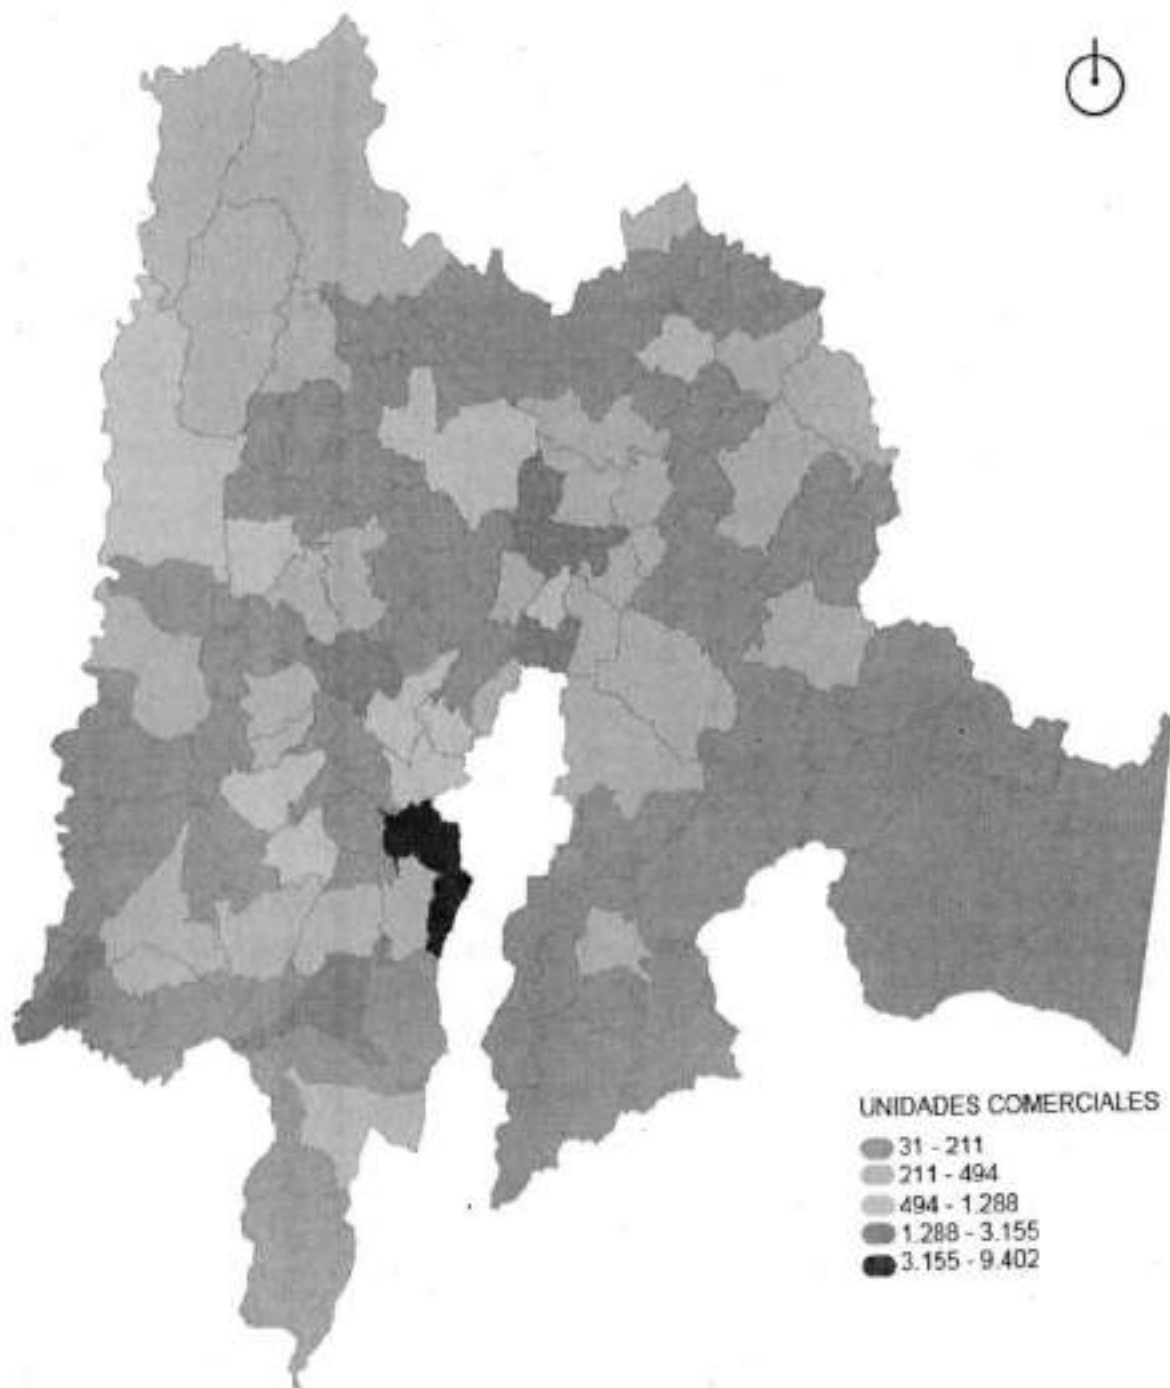 UNIDADES COMERCIALES
31 - 211
211 - 494
494 - 1.288
1.288 - 3.155
3.155 - 9.402